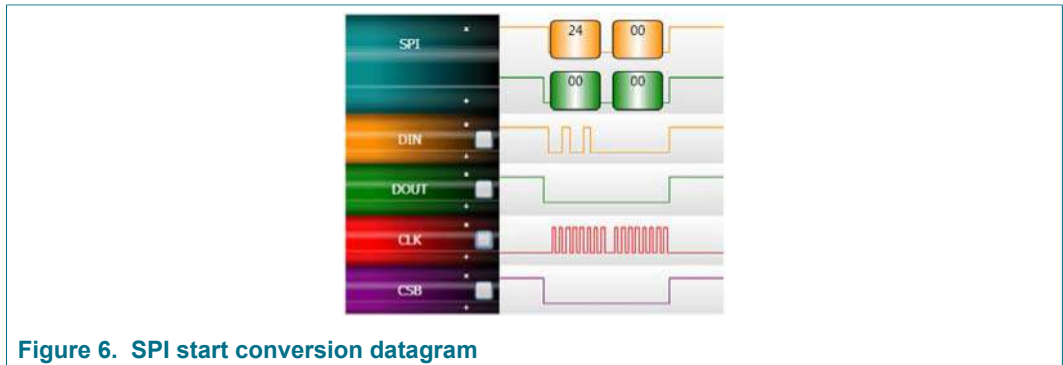 SPI
24 00
00 00
DIN
DOUT
CLK
CSB
Figure 6. SPI start conversion datagram